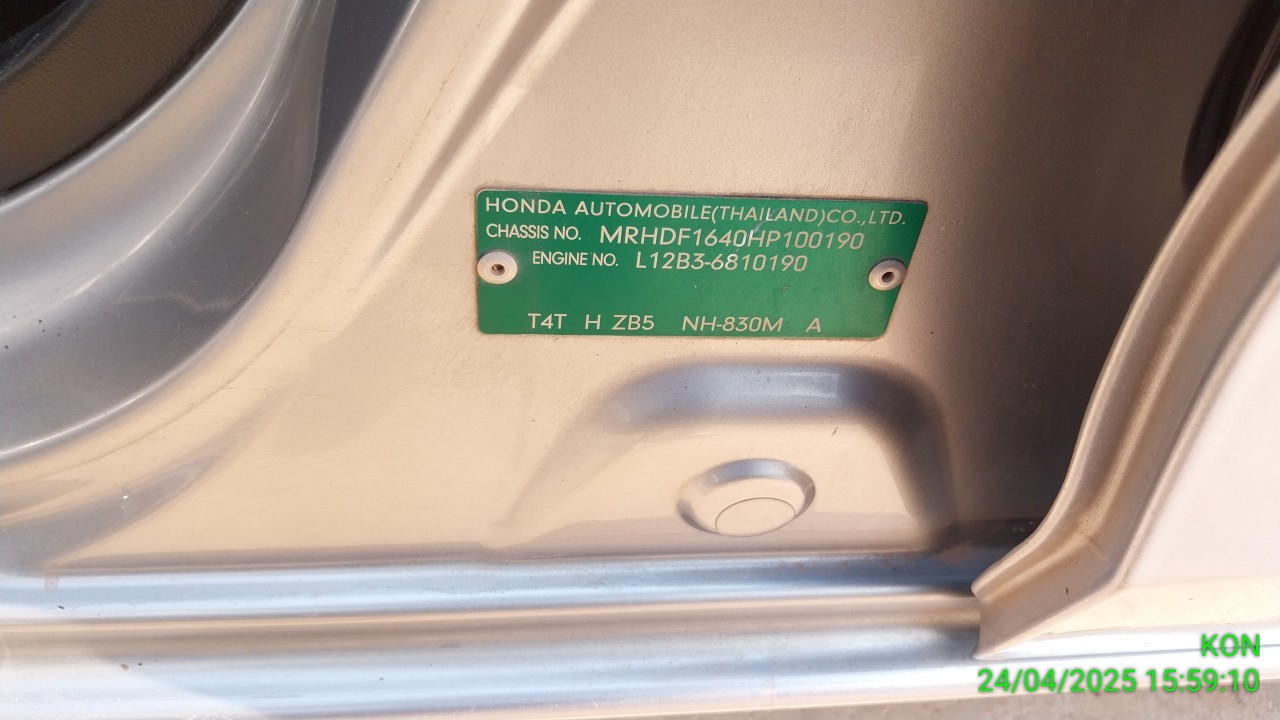 HONDA AUTOMOBILE(THAILAND)CO.,LTD.
CHASSIS NO. MRHDF1640HP100190
ENGINE NO. L12B3-6810190
T4T H ZB5 NH-830M A
KON
24/04/2025 15:59:10